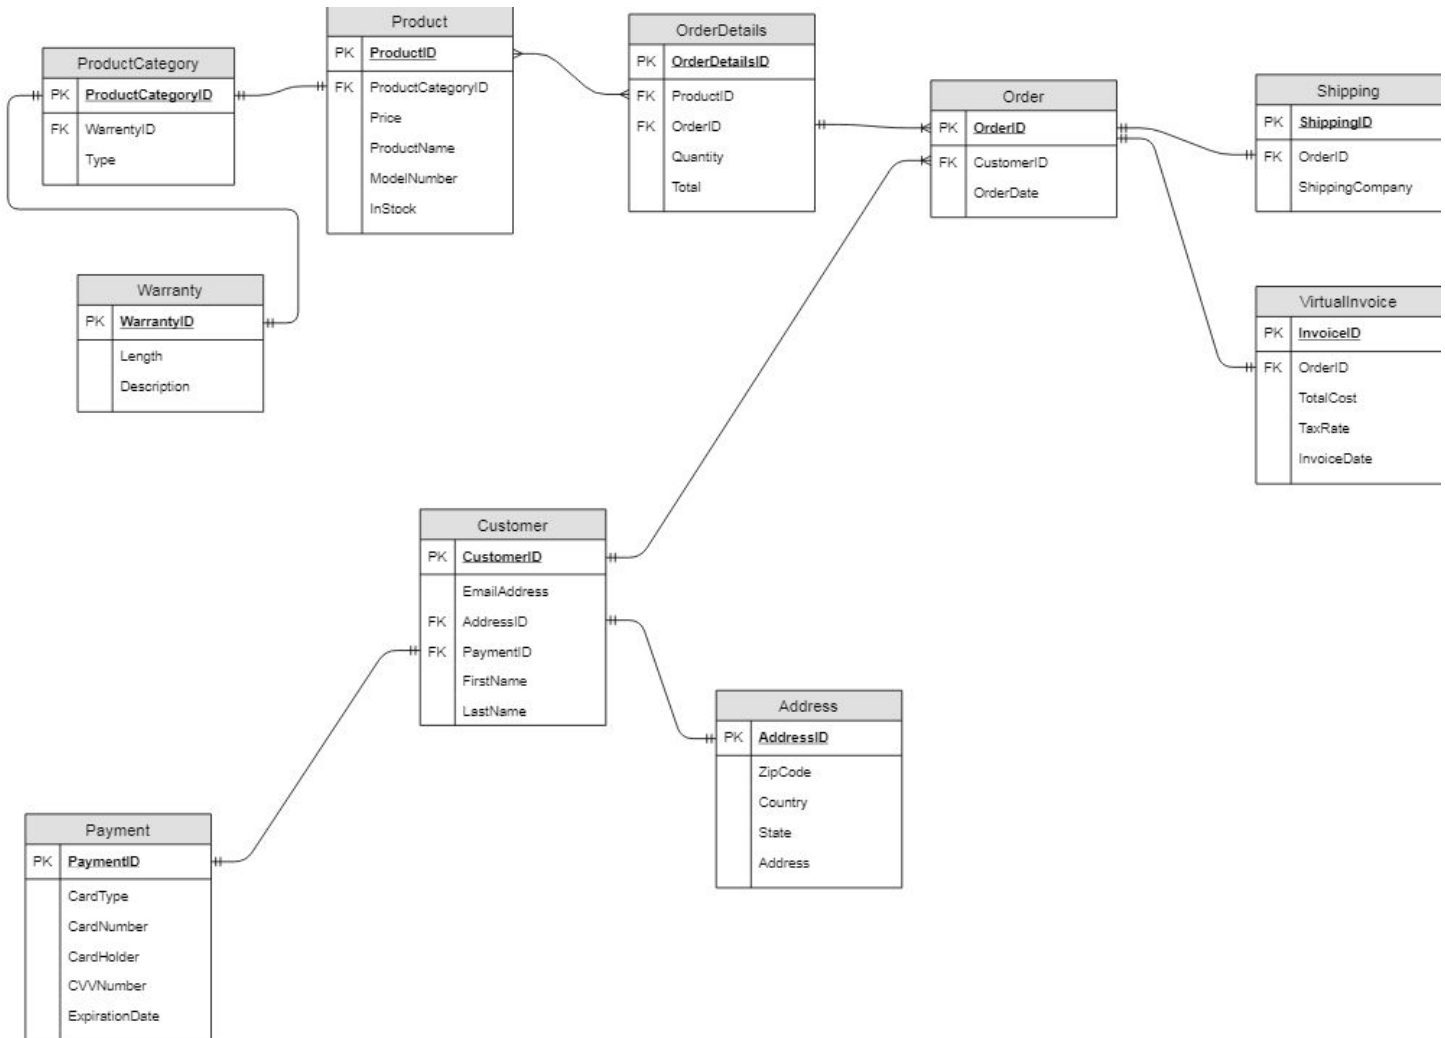 ProductCategory
PK ProductCategoryID
FK WarrentyID
Type
Product
PK ProductID
FK ProductCategoryID
Price
ProductName
ModelNumber
InStock
OrderDetails
PK OrderDetailsID
FK ProductID
FK OrderID
Quantity
Total
Order
PK OrderID
FK CustomerID
OrderDate
Shipping
PK ShippingID
FK OrderID
ShippingCompany
Warranty
PK WarrantyID
Length
Description
VirtualInvoice
PK InvoiceID
FK OrderID
TotalCost
TaxRate
InvoiceDate
Customer
PK CustomerID
EmailAddress
FK AddressID
FK PaymentID
FirstName
LastName
Address
PK AddressID
ZipCode
Country
State
Address
Payment
PK PaymentID
CardType
CardNumber
CardHolder
CVVNumber
ExpirationDate